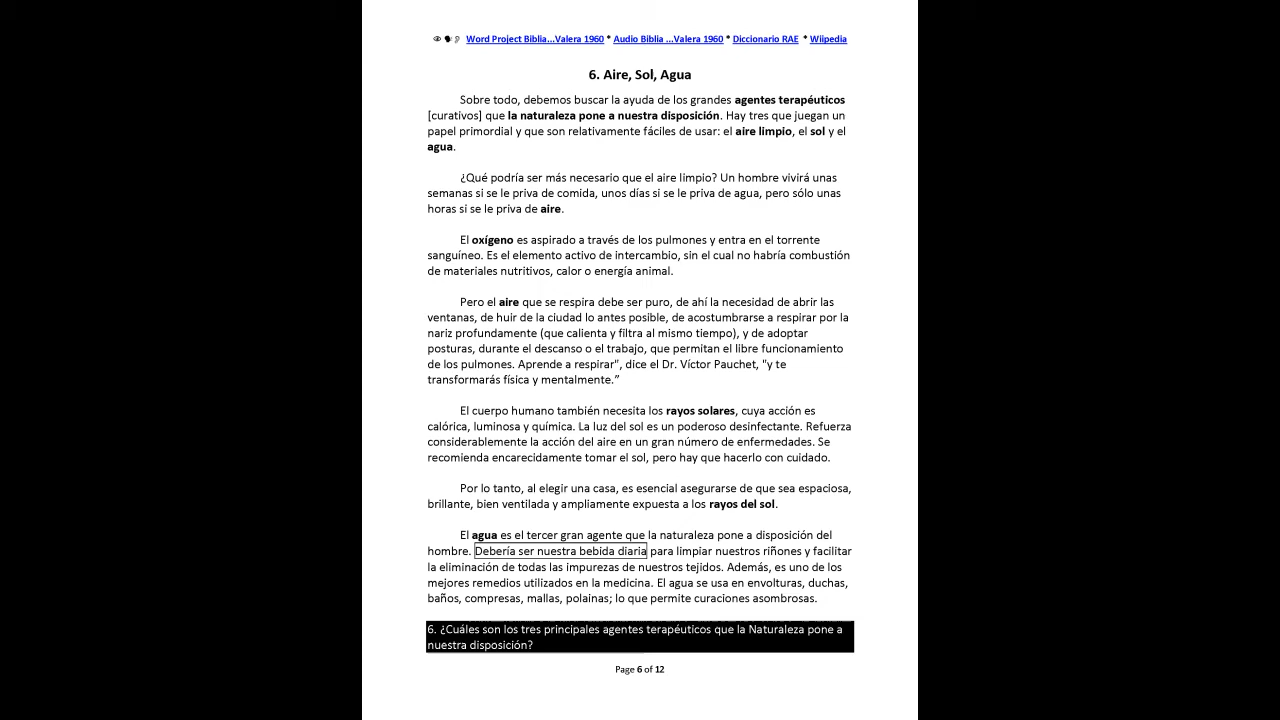 Word Project Biblia...Valera 1960 * Audio Biblia ...Valera 1960 * Diccionario RAE * Wiipedia
6. Aire, Sol, Agua
Sobre todo, debemos buscar la ayuda de los grandes agentes terapéuticos
[curativos] que la naturaleza pone a nuestra disposición. Hay tres que juegan un
papel primordial y que son relativamente fáciles de usar: el aire limpio, el sol y el
agua.
¿Qué podría ser más necesario que el aire limpio? Un hombre vivirá unas
semanas si se le priva de comida, unos días si se le priva de agua, pero sólo unas
horas si se le priva de aire.
El oxígeno es aspirado a través de los pulmones y entra en el torrente
sanguíneo. Es el elemento activo de intercambio, sin el cual no habría combustión
de materiales nutritivos, calor o energía animal.
Pero el aire que se respira debe ser puro, de ahí la necesidad de abrir las
ventanas, de huir de la ciudad lo antes posible, de acostumbrarse a respirar por la
nariz profundamente (que calienta y filtra al mismo tiempo), y de adoptar
posturas, durante el descanso o el trabajo, que permitan el libre funcionamiento
de los pulmones. Aprende a respirar", dice el Dr. Víctor Pauchet, "y te
transformarás física y mentalmente.”
El cuerpo humano también necesita los rayos solares, cuya acción es
calórica, luminosa y química. La luz del sol es un poderoso desinfectante. Refuerza
considerablemente la acción del aire en un gran número de enfermedades. Se
recomienda encarecidamente tomar el sol, pero hay que hacerlo con cuidado.
Por lo tanto, al elegir una casa, es esencial asegurarse de que sea espaciosa,
brillante, bien ventilada y ampliamente expuesta a los rayos del sol.
El agua es el tercer gran agente que la naturaleza pone a disposición del
hombre. Debería ser nuestra bebida diaria para limpiar nuestros riñones y facilitar
la eliminación de todas las impurezas de nuestros tejidos. Además, es uno de los
mejores remedios utilizados en la medicina. El agua se usa en envolturas, duchas,
baños, compresas, mallas, polainas; lo que permite curaciones asombrosas.
6. ¿Cuáles son los tres principales agentes terapéuticos que la Naturaleza pone a
nuestra disposición?
Page 6 of 12